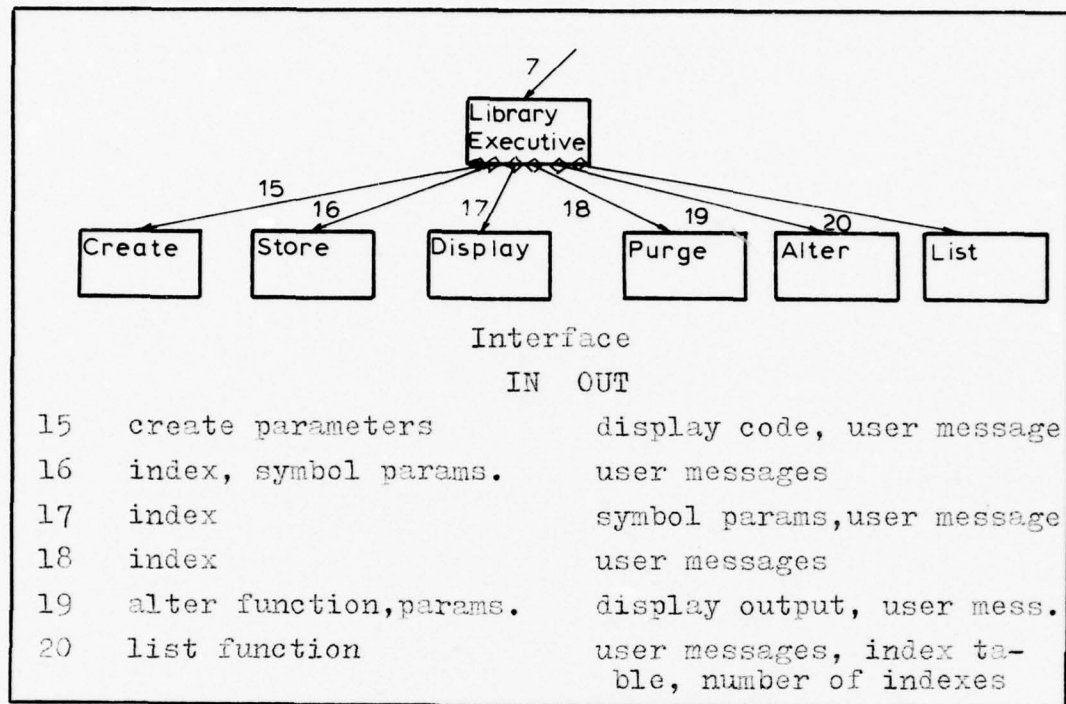 7
Library
Executive
15
16
17
18
19
20
Create
Store
Display
Purge
Alter
List
Interface
IN OUT
15 create parameters display code, user message
16 index, symbol params. user messages
17 index symbol params,user message
18 index user messages
19 alter function,params. display output, user mess.
20 list function user messages, index ta-
ble, number of indexes